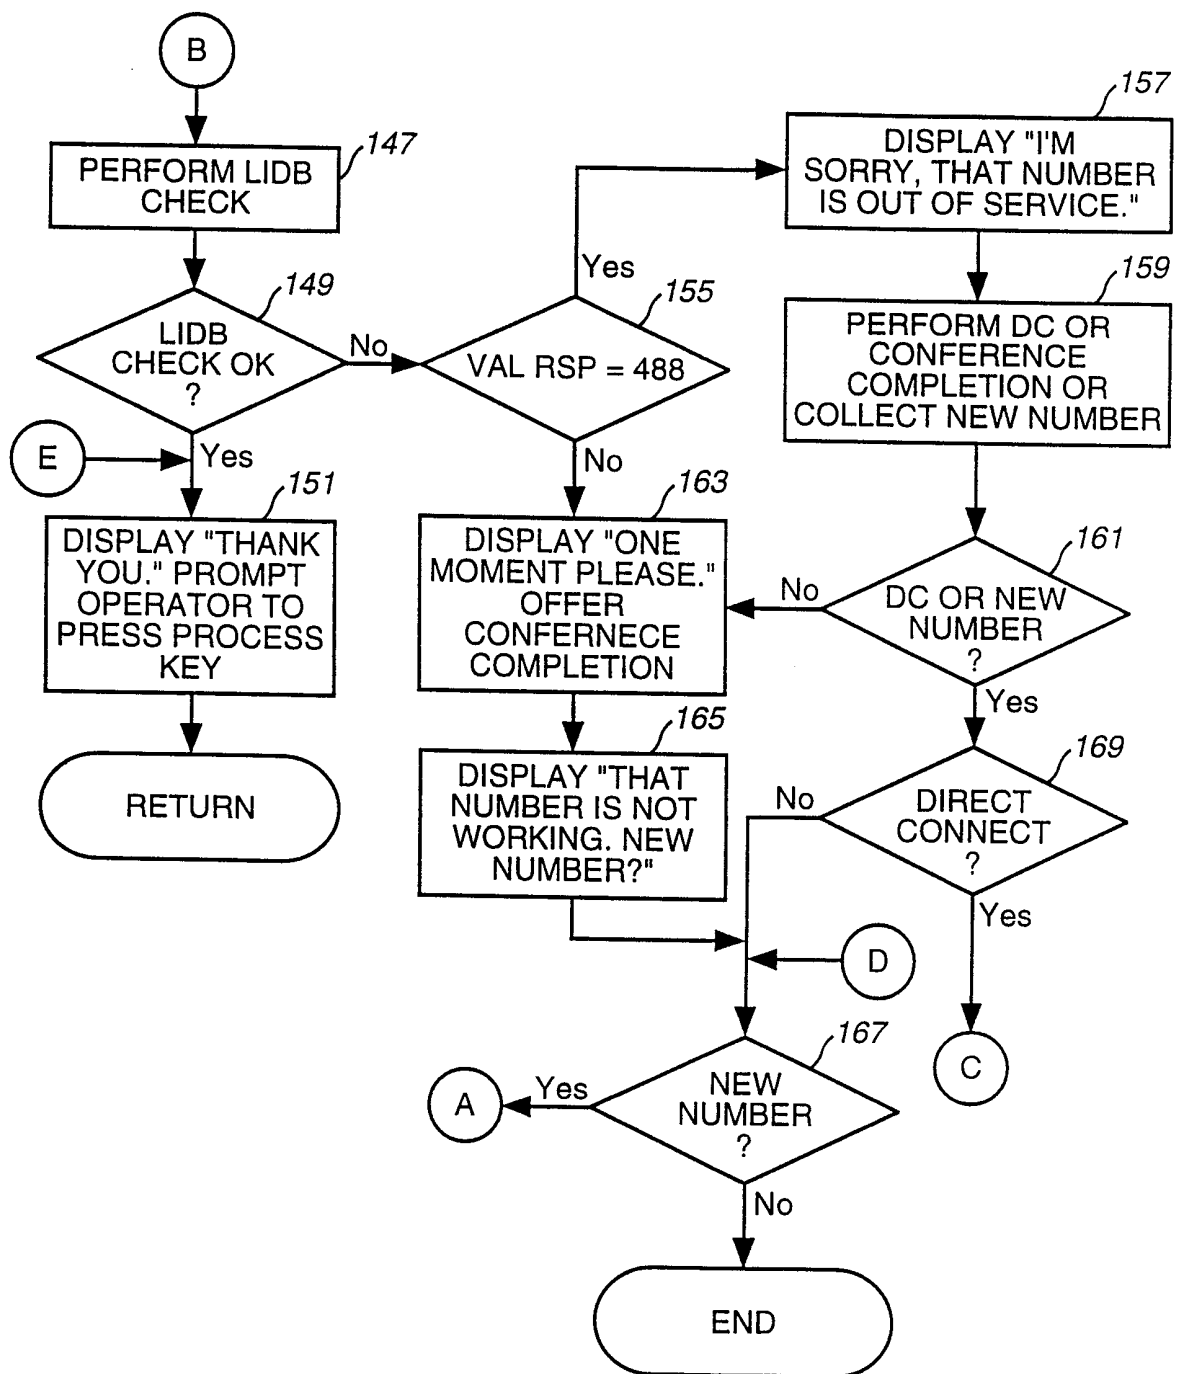 B
147
PERFORM LIDB
CHECK
149
LIDB
CHECK OK
?
No
Yes
E
151
DISPLAY "THANK
YOU." PROMPT
OPERATOR TO
PRESS PROCESS
KEY
RETURN
155
VAL RSP = 488
Yes
No
157
DISPLAY "I'M
SORRY, THAT NUMBER
IS OUT OF SERVICE."
159
PERFORM DC OR
CONFERENCE
COMPLETION OR
COLLECT NEW NUMBER
161
DC OR NEW
NUMBER
?
No
Yes
163
DISPLAY "ONE
MOMENT PLEASE."
OFFER
CONFERNECE
COMPLETION
165
DISPLAY "THAT
NUMBER IS NOT
WORKING. NEW
NUMBER?"
169
DIRECT
CONNECT
?
No
Yes
D
C
167
NEW
NUMBER
?
Yes
A
No
END